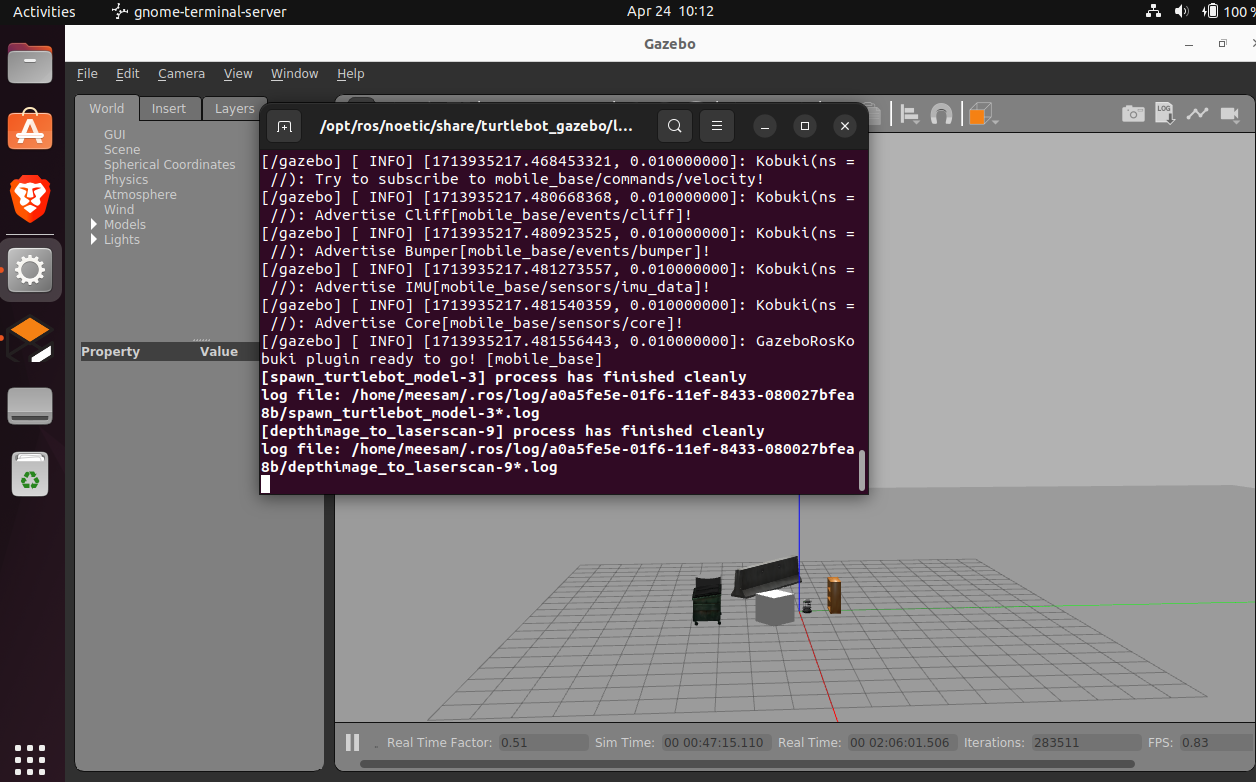 Activities
gnome-terminal-server
Apr 24 10:12
100 %
Gazebo
File Edit Camera View Window Help
World Insert Layers
GUI
Scene
Spherical Coordinates
Physics
Atmosphere
Wind
Models
Lights
Property Value
/opt/ros/noetic/share/turtlebot_gazebo/l...
LOG
[/gazebo] [ INFO] [1713935217.468453321, 0.010000000]: Kobuki(ns =
//): Try to subscribe to mobile_base/commands/velocity!
[/gazebo] [ INFO] [1713935217.480668368, 0.010000000]: Kobuki(ns =
//): Advertise Cliff[mobile_base/events/cliff]!
[/gazebo] [ INFO] [1713935217.480923525, 0.010000000]: Kobuki(ns =
//): Advertise Bumper[mobile_base/events/bumper]!
[/gazebo] [ INFO] [1713935217.481273557, 0.010000000]: Kobuki(ns =
//): Advertise IMU[mobile_base/sensors/imu_data]!
[/gazebo] [ INFO] [1713935217.481540359, 0.010000000]: Kobuki(ns =
//): Advertise Core[mobile_base/sensors/core]!
[/gazebo] [ INFO] [1713935217.481556443, 0.010000000]: GazeboRosKo
buki plugin ready to go! [mobile_base]
[spawn_turtlebot_model-3] process has finished cleanly
log file: /home/meesam/.ros/log/a0a5fe5e-01f6-11ef-8433-080027bfea
8b/spawn_turtlebot_model-3*.log
[depthimage_to_laserscan-9] process has finished cleanly
log file: /home/meesam/.ros/log/a0a5fe5e-01f6-11ef-8433-080027bfea
8b/depthimage_to_laserscan-9*.log
Real Time Factor: 0.51 Sim Time: 00 00:47:15.110 Real Time: 00 02:06:01.506 Iterations: 283511 FPS: 0.83